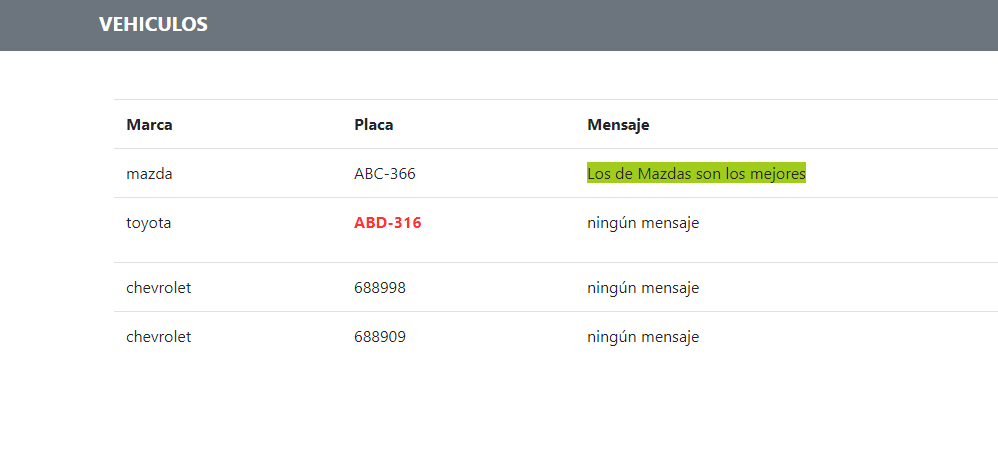 VEHICULOS
Marca Placa Mensaje
mazda ABC-366 Los de Mazdas son los mejores
toyota ABD-316 ningún mensaje
chevrolet 688998 ningún mensaje
chevrolet 688909 ningún mensaje